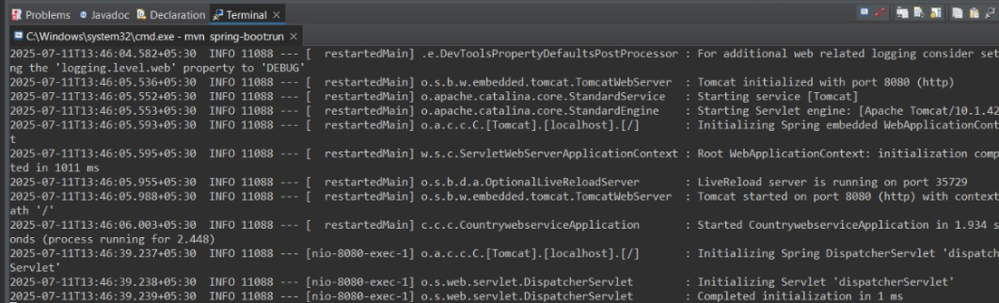 Problems Javadoc Declaration Terminal ×
C:\Windows\system32\cmd.exe - mvn spring-boot:run ×
2025-07-11T13:46:04.582+05:30  INFO 11088 --- [  restartedMain] .e.DevToolsPropertyDefaultsPostProcessor : For additional web related logging consider set
ng the 'logging.level.web' property to 'DEBUG'
2025-07-11T13:46:05.536+05:30  INFO 11088 --- [  restartedMain] o.s.b.w.embedded.tomcat.TomcatWebServer  : Tomcat initialized with port 8080 (http)
2025-07-11T13:46:05.552+05:30  INFO 11088 --- [  restartedMain] o.apache.catalina.core.StandardService   : Starting service [Tomcat]
2025-07-11T13:46:05.553+05:30  INFO 11088 --- [  restartedMain] o.apache.catalina.core.StandardEngine    : Starting Servlet engine: [Apache Tomcat/10.1.42
2025-07-11T13:46:05.593+05:30  INFO 11088 --- [  restartedMain] o.a.c.c.C.[Tomcat].[localhost].[/]       : Initializing Spring embedded WebApplicationCont
t
2025-07-11T13:46:05.595+05:30  INFO 11088 --- [  restartedMain] w.s.c.ServletWebServerApplicationContext : Root WebApplicationContext: initialization comp
ted in 1011 ms
2025-07-11T13:46:05.955+05:30  INFO 11088 --- [  restartedMain] o.s.b.d.a.OptionalLiveReloadServer       : LiveReload server is running on port 35729
2025-07-11T13:46:05.988+05:30  INFO 11088 --- [  restartedMain] o.s.b.w.embedded.tomcat.TomcatWebServer  : Tomcat started on port 8080 (http) with context
ath '/'
2025-07-11T13:46:06.003+05:30  INFO 11088 --- [  restartedMain] c.c.c.CountrywebserviceApplication       : Started CountrywebserviceApplication in 1.934 s
onds (process running for 2.448)
2025-07-11T13:46:39.237+05:30  INFO 11088 --- [nio-8080-exec-1] o.a.c.c.C.[Tomcat].[localhost].[/]       : Initializing Spring DispatcherServlet 'dispatch
Servlet'
2025-07-11T13:46:39.238+05:30  INFO 11088 --- [nio-8080-exec-1] o.s.web.servlet.DispatcherServlet        : Initializing Servlet 'dispatcherServlet'
2025-07-11T13:46:39.239+05:30  INFO 11088 --- [nio-8080-exec-1] o.s.web.servlet.DispatcherServlet        : Completed initialization in 1 ms